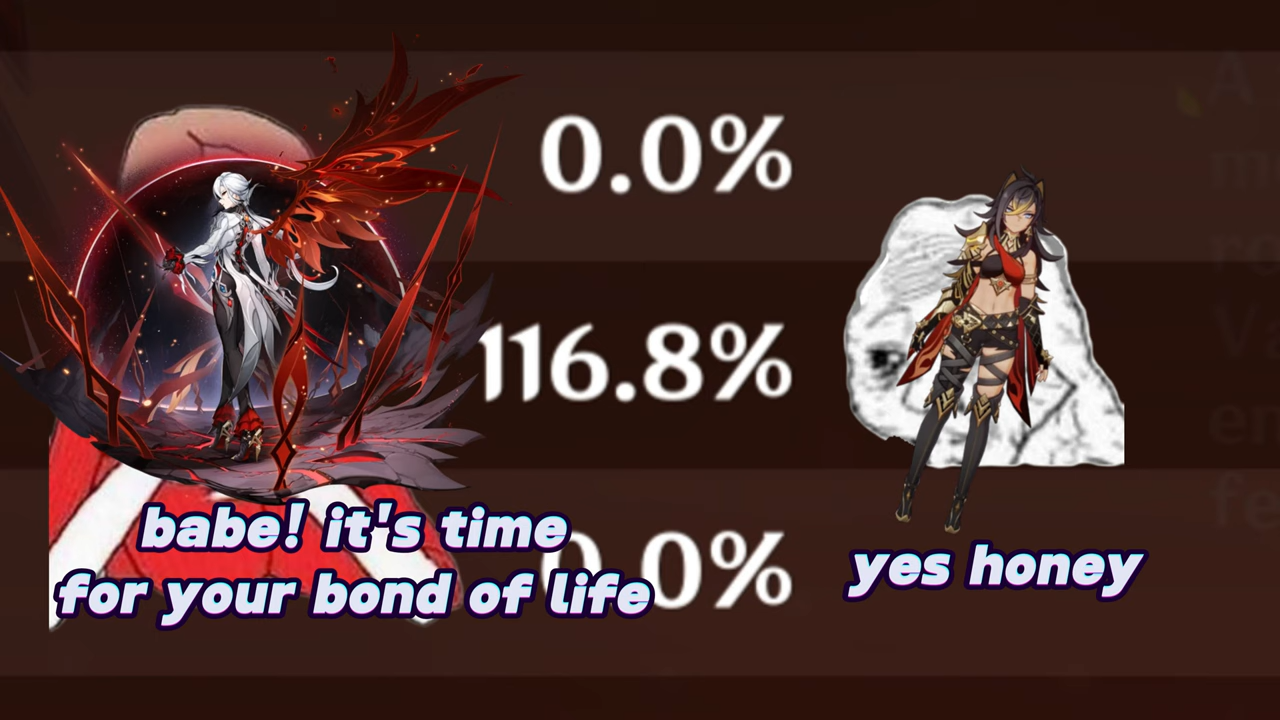 0.0%
116.8%
0.0%
babe! it's time
for your bond of life
yes honey